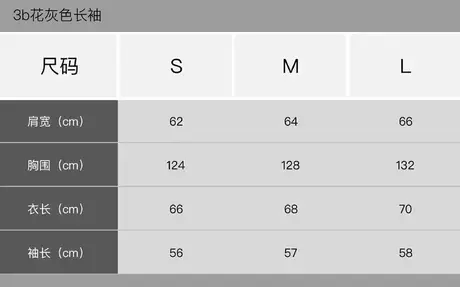 3b花灰色长袖
尺码 S M L
肩宽（cm） 62 64 66
胸围（cm） 124 128 132
衣长（cm） 66 68 70
袖长（cm） 56 57 58